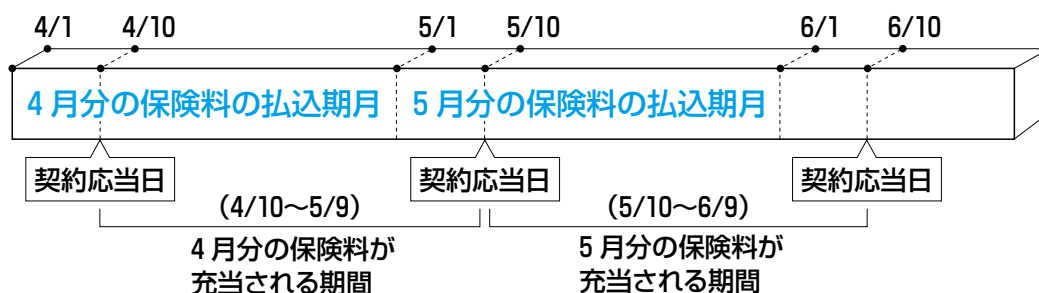 4/1 4/10 5/1 5/10 6/1 6/10
4月分の保険料の払込期月 5月分の保険料の払込期月
契約応当日 契約応当日 契約応当日
(4/10～5/9) (5/10～6/9)
4月分の保険料が 5月分の保険料が
充当される期間 充当される期間